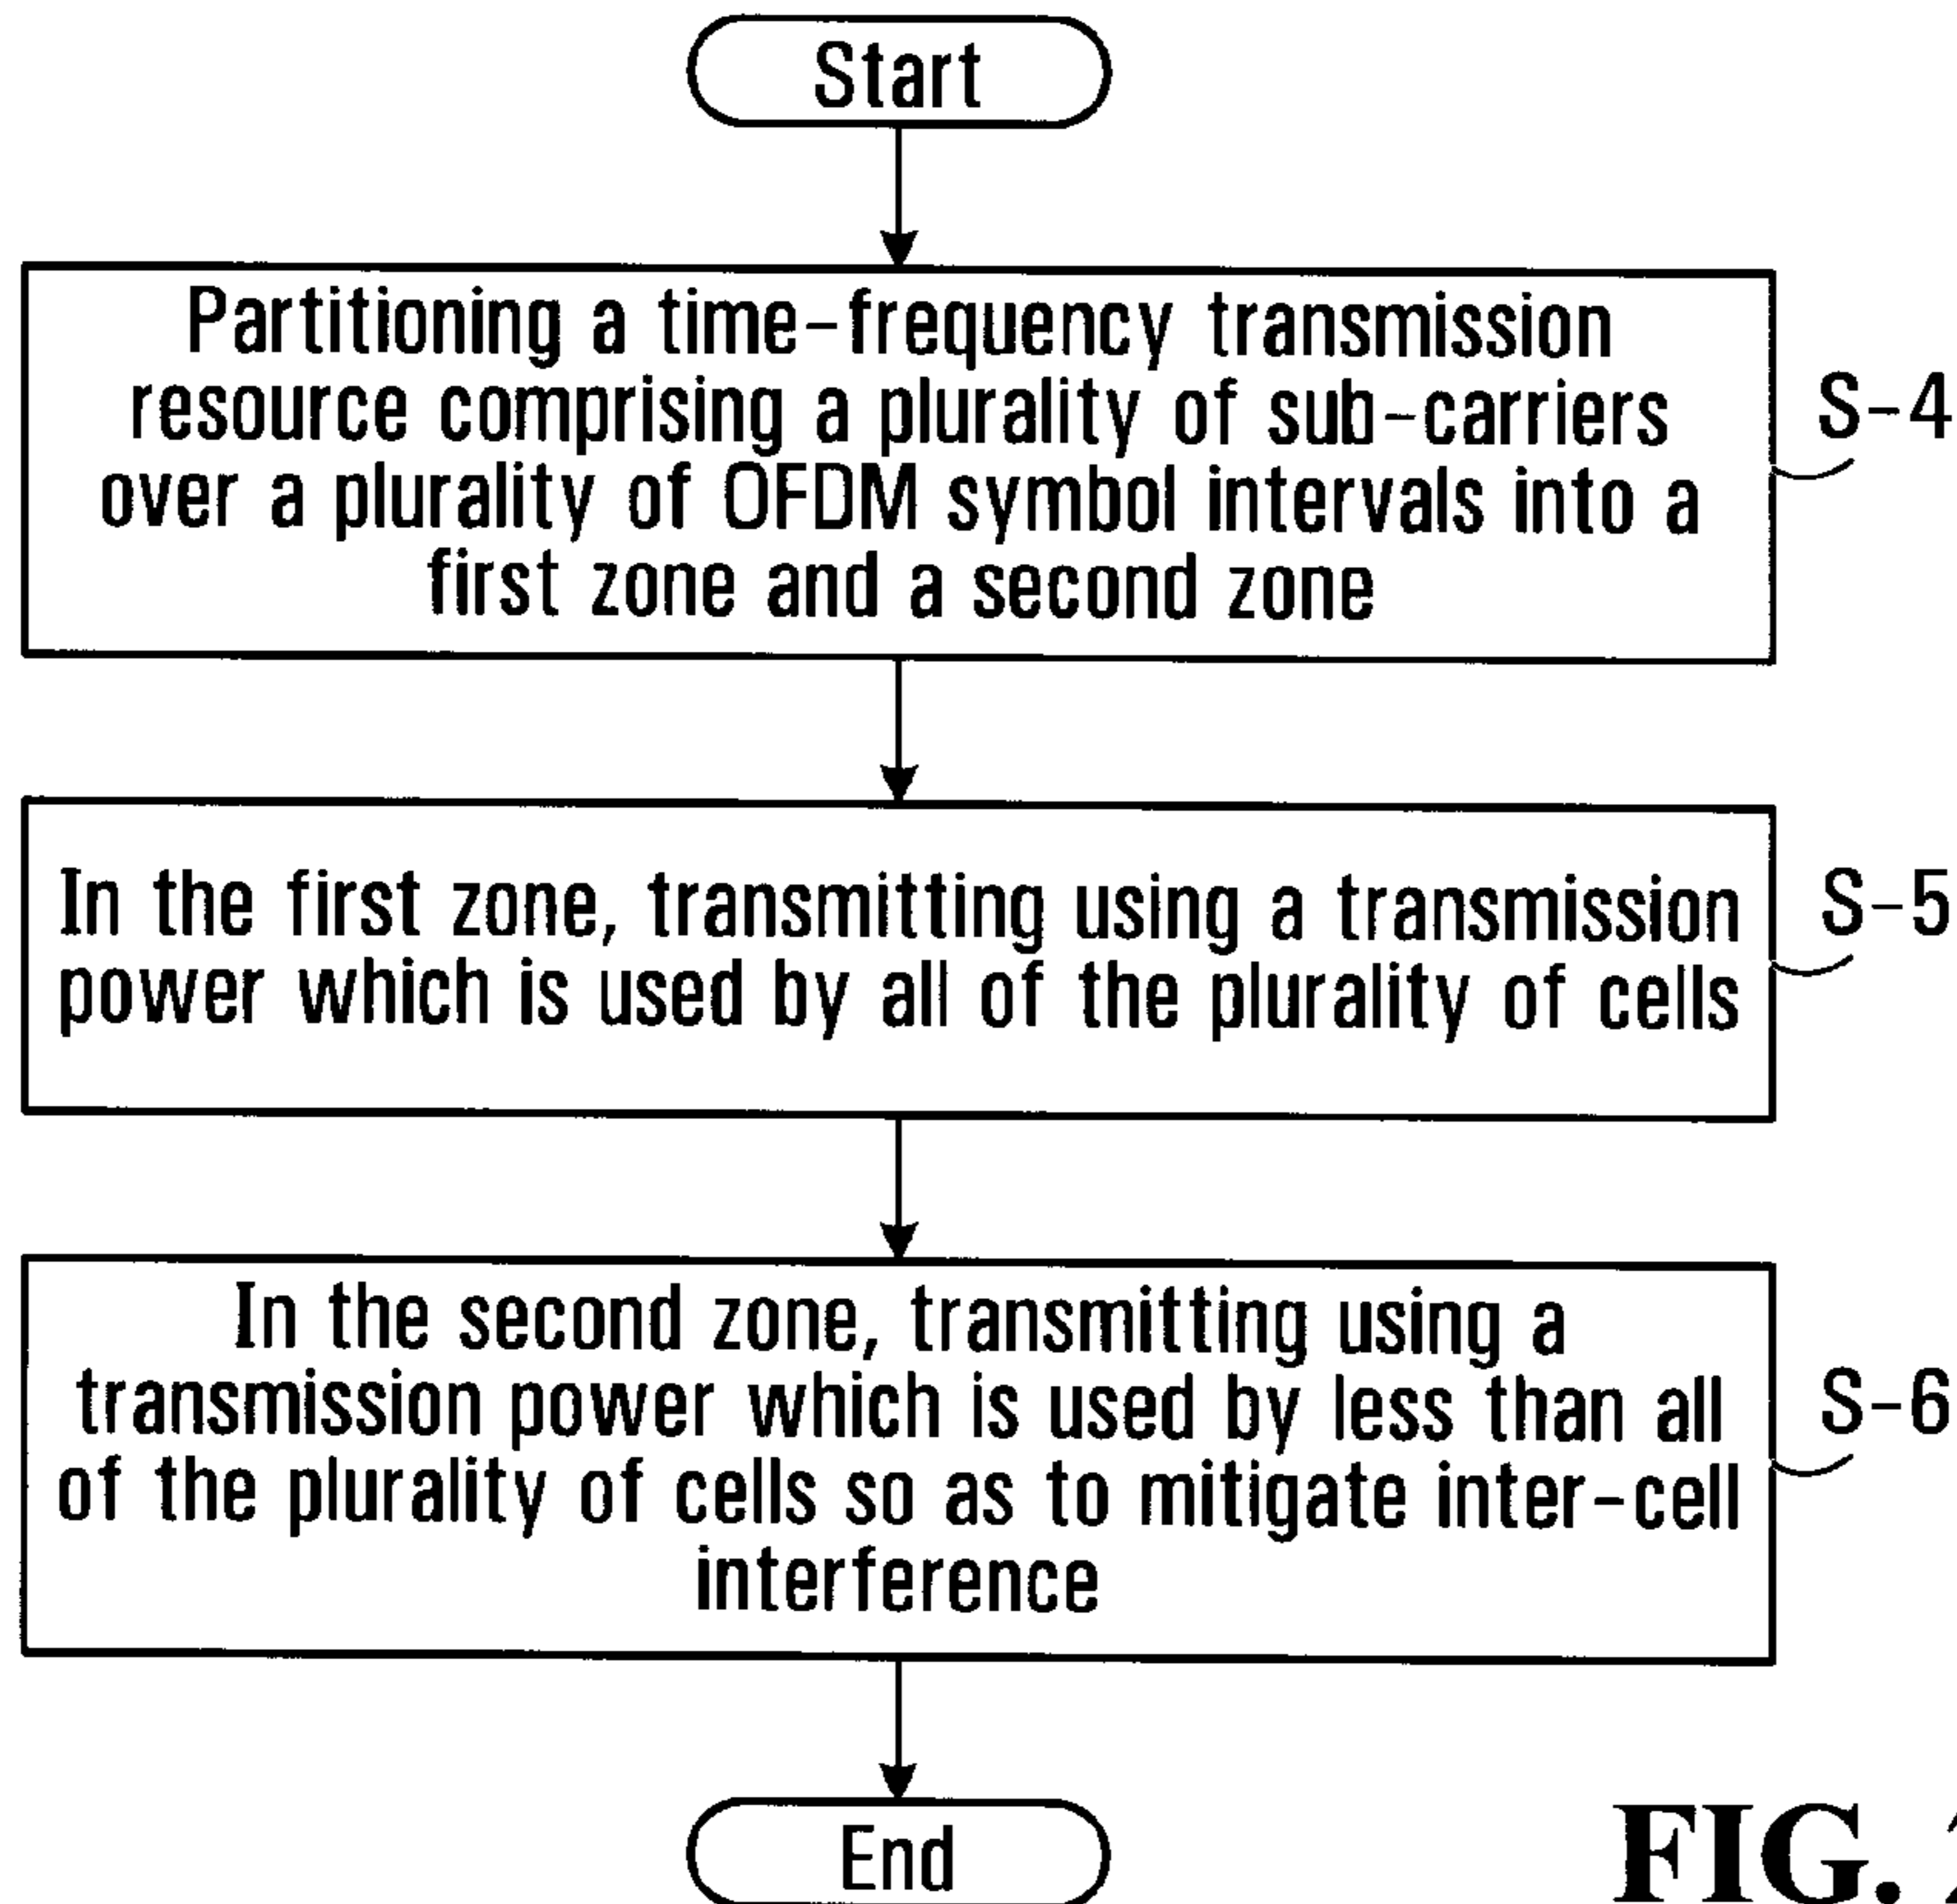 Start
Partitioning a time-frequency transmission
resource comprising a plurality of sub-carriers
over a plurality of OFDM symbol intervals into a
first zone and a second zone
S-4
In the first zone, transmitting using a transmission
power which is used by all of the plurality of cells
S-5
In the second zone, transmitting using a
transmission power which is used by less than all
of the plurality of cells so as to mitigate inter-cell
interference
S-6
End
FIG.